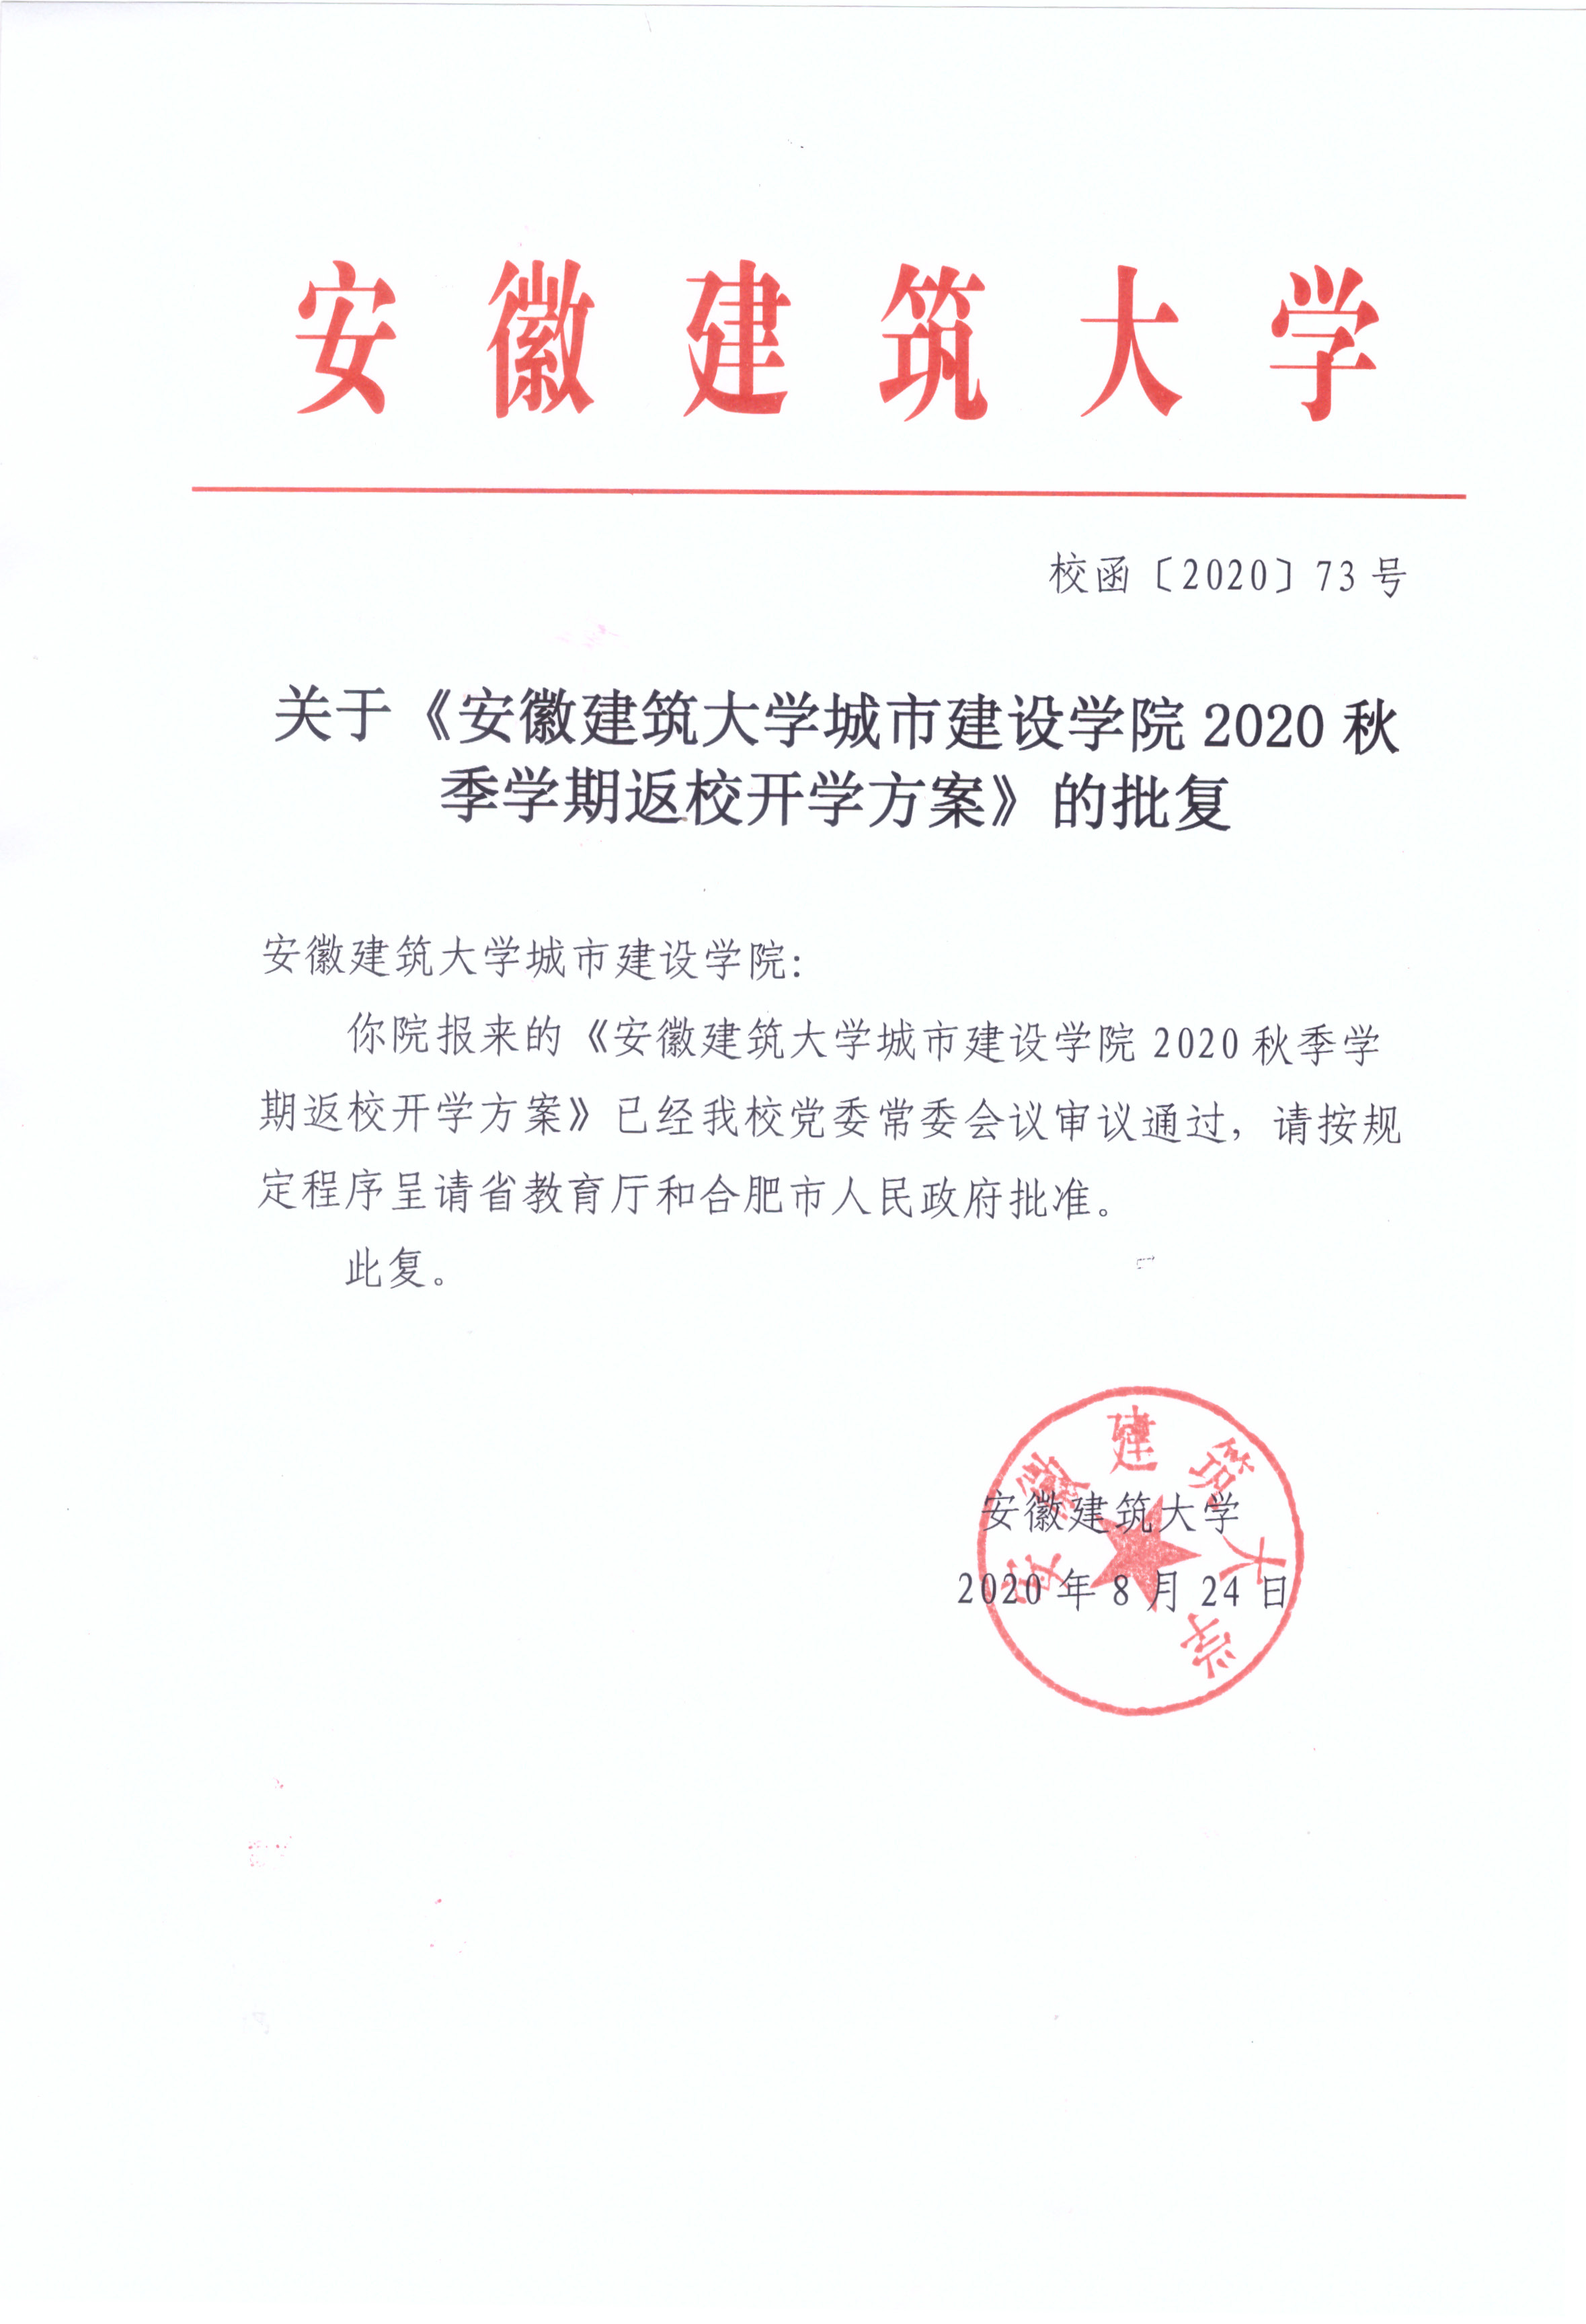 安徽建筑大学
校函〔2020〕73号
关于《安徽建筑大学城市建设学院2020秋
季学期返校开学方案》的批复
安徽建筑大学城市建设学院：
你院报来的《安徽建筑大学城市建设学院2020秋季学
期返校开学方案》已经我校党委常委会议审议通过，请按规
定程序呈请省教育厅和合肥市人民政府批准。
此复。
安徽建筑大学
安徽建筑大学
2020年8月24日